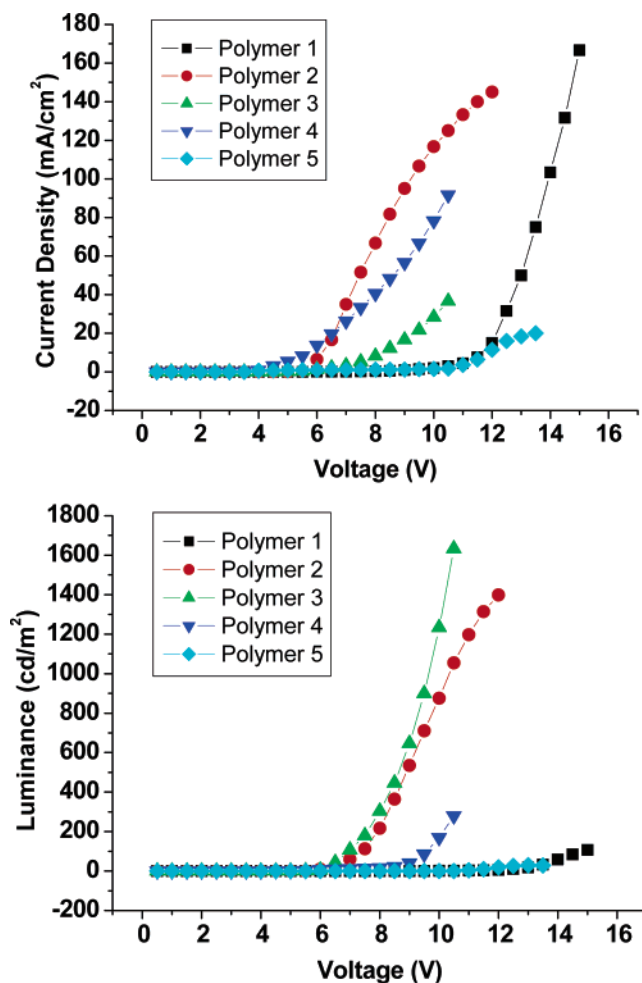 180
160
140
120
100
80
60
40
20
0
-20
Current Density (mA/cm²)
Polymer 1
Polymer 2
Polymer 3
Polymer 4
Polymer 5
0 2 4 6 8 10 12 14 16
Voltage (V)
1800
1600
1400
1200
1000
800
600
400
200
0
-200
Luminance (cd/m²)
Polymer 1
Polymer 2
Polymer 3
Polymer 4
Polymer 5
0 2 4 6 8 10 12 14 16
Voltage (V)